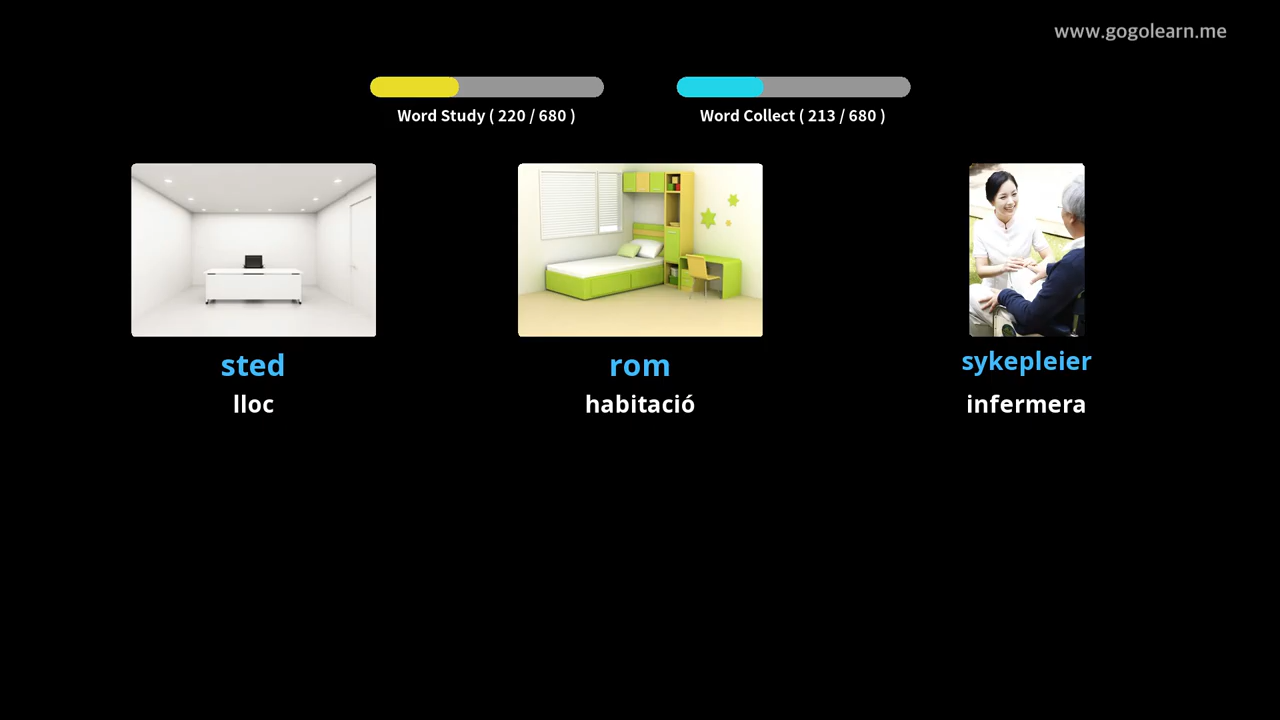 www.gogolearn.me
Word Study ( 220 / 680 )
Word Collect ( 213 / 680 )
sted
rom
sykepleier
lloc
habitació
infermera